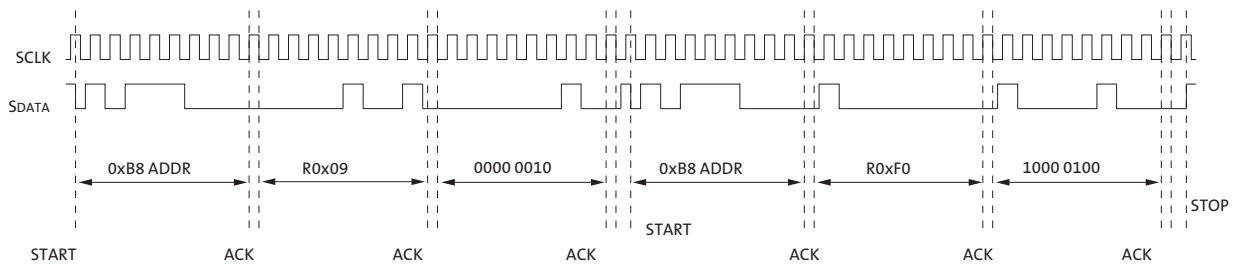 SCLK
SDATA
0xB8 ADDR R0x09 0000 0010 0xB8 ADDR R0xF0 1000 0100
STOP
START
START ACK ACK ACK ACK ACK ACK